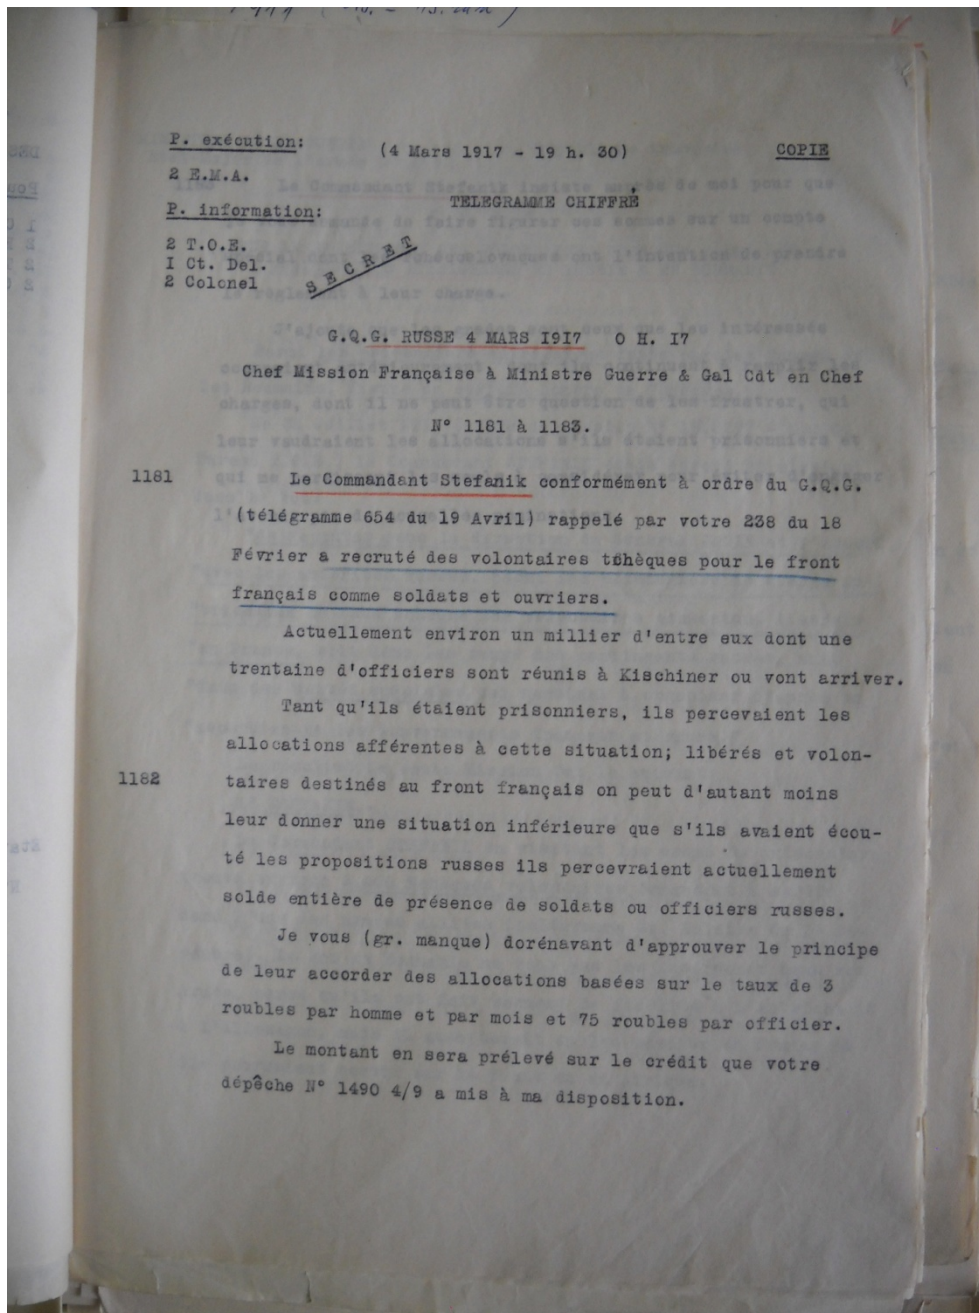 P. exécution:
(4 Mars 1917 - 19 h. 30)
COPIE
2 E.M.A.
TELEGRAMME CHIFFRÉ
P. information:
2 T.O.E.
I Ct. Del.
2 Colonel
SECRET
G.Q.G. RUSSE 4 MARS I9I7 0 H. I7
Chef Mission Française à Ministre Guerre & Gal Cdt en Chef
N° 1181 à 1183.
1181 Le Commandant Stefanik conformément à ordre du G.Q.G.
(télégramme 654 du 19 Avril) rappelé par votre 238 du 18
Février a recruté des volontaires tchèques pour le front
français comme soldats et ouvriers.
Actuellement environ un millier d'entre eux dont une
trentaine d'officiers sont réunis à Kischiner ou vont arriver.
Tant qu'ils étaient prisonniers, ils percevaient les
allocations afférentes à cette situation; libérés et volon-
1182 taires destinés au front français on peut d'autant moins
leur donner une situation inférieure que s'ils avaient écou-
té les propositions russes ils percevraient actuellement
solde entière de présence de soldats ou officiers russes.
Je vous (gr. manque) dorénavant d'approuver le principe
de leur accorder des allocations basées sur le taux de 3
roubles par homme et par mois et 75 roubles par officier.
Le montant en sera prélevé sur le crédit que votre
dépêche N° 1490 4/9 a mis à ma disposition.